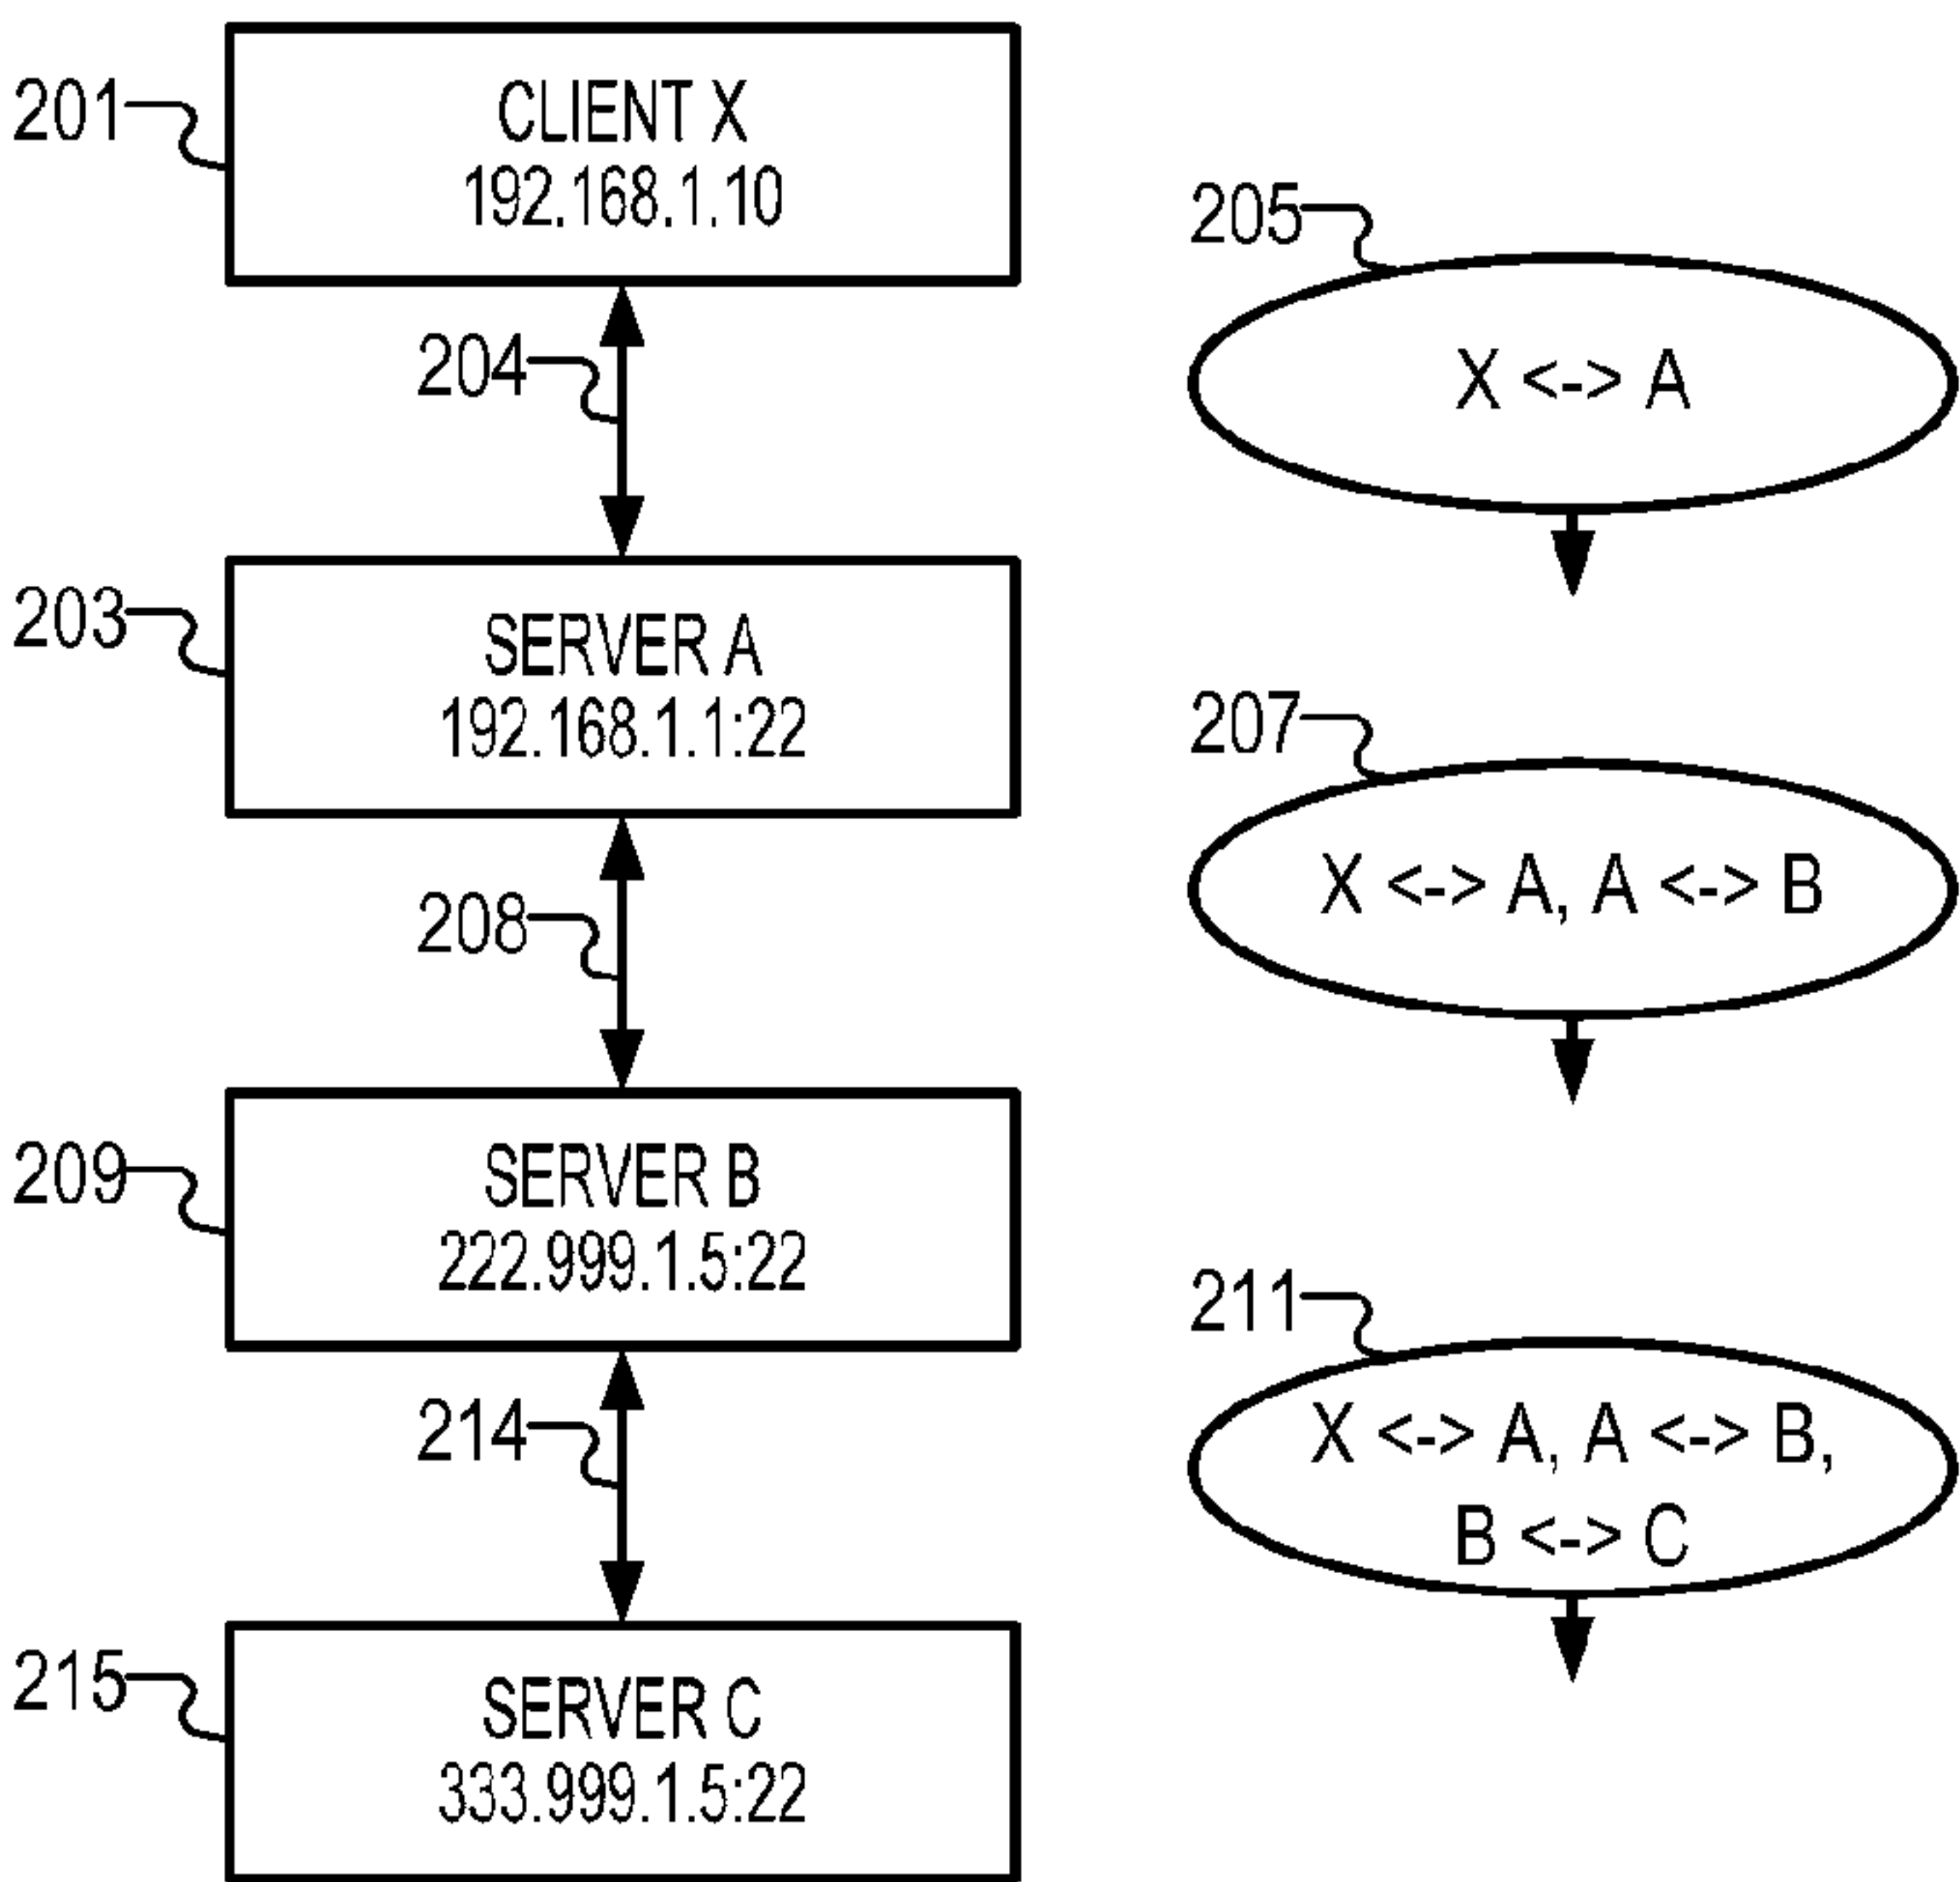 201
CLIENT X
192.168.1.10
204
203
SERVER A
192.168.1.1:22
208
209
SERVER B
222.999.1.5:22
214
215
SERVER C
333.999.1.5:22
205
X <-> A
207
X <-> A, A <-> B
211
X <-> A, A <-> B,
B <-> C